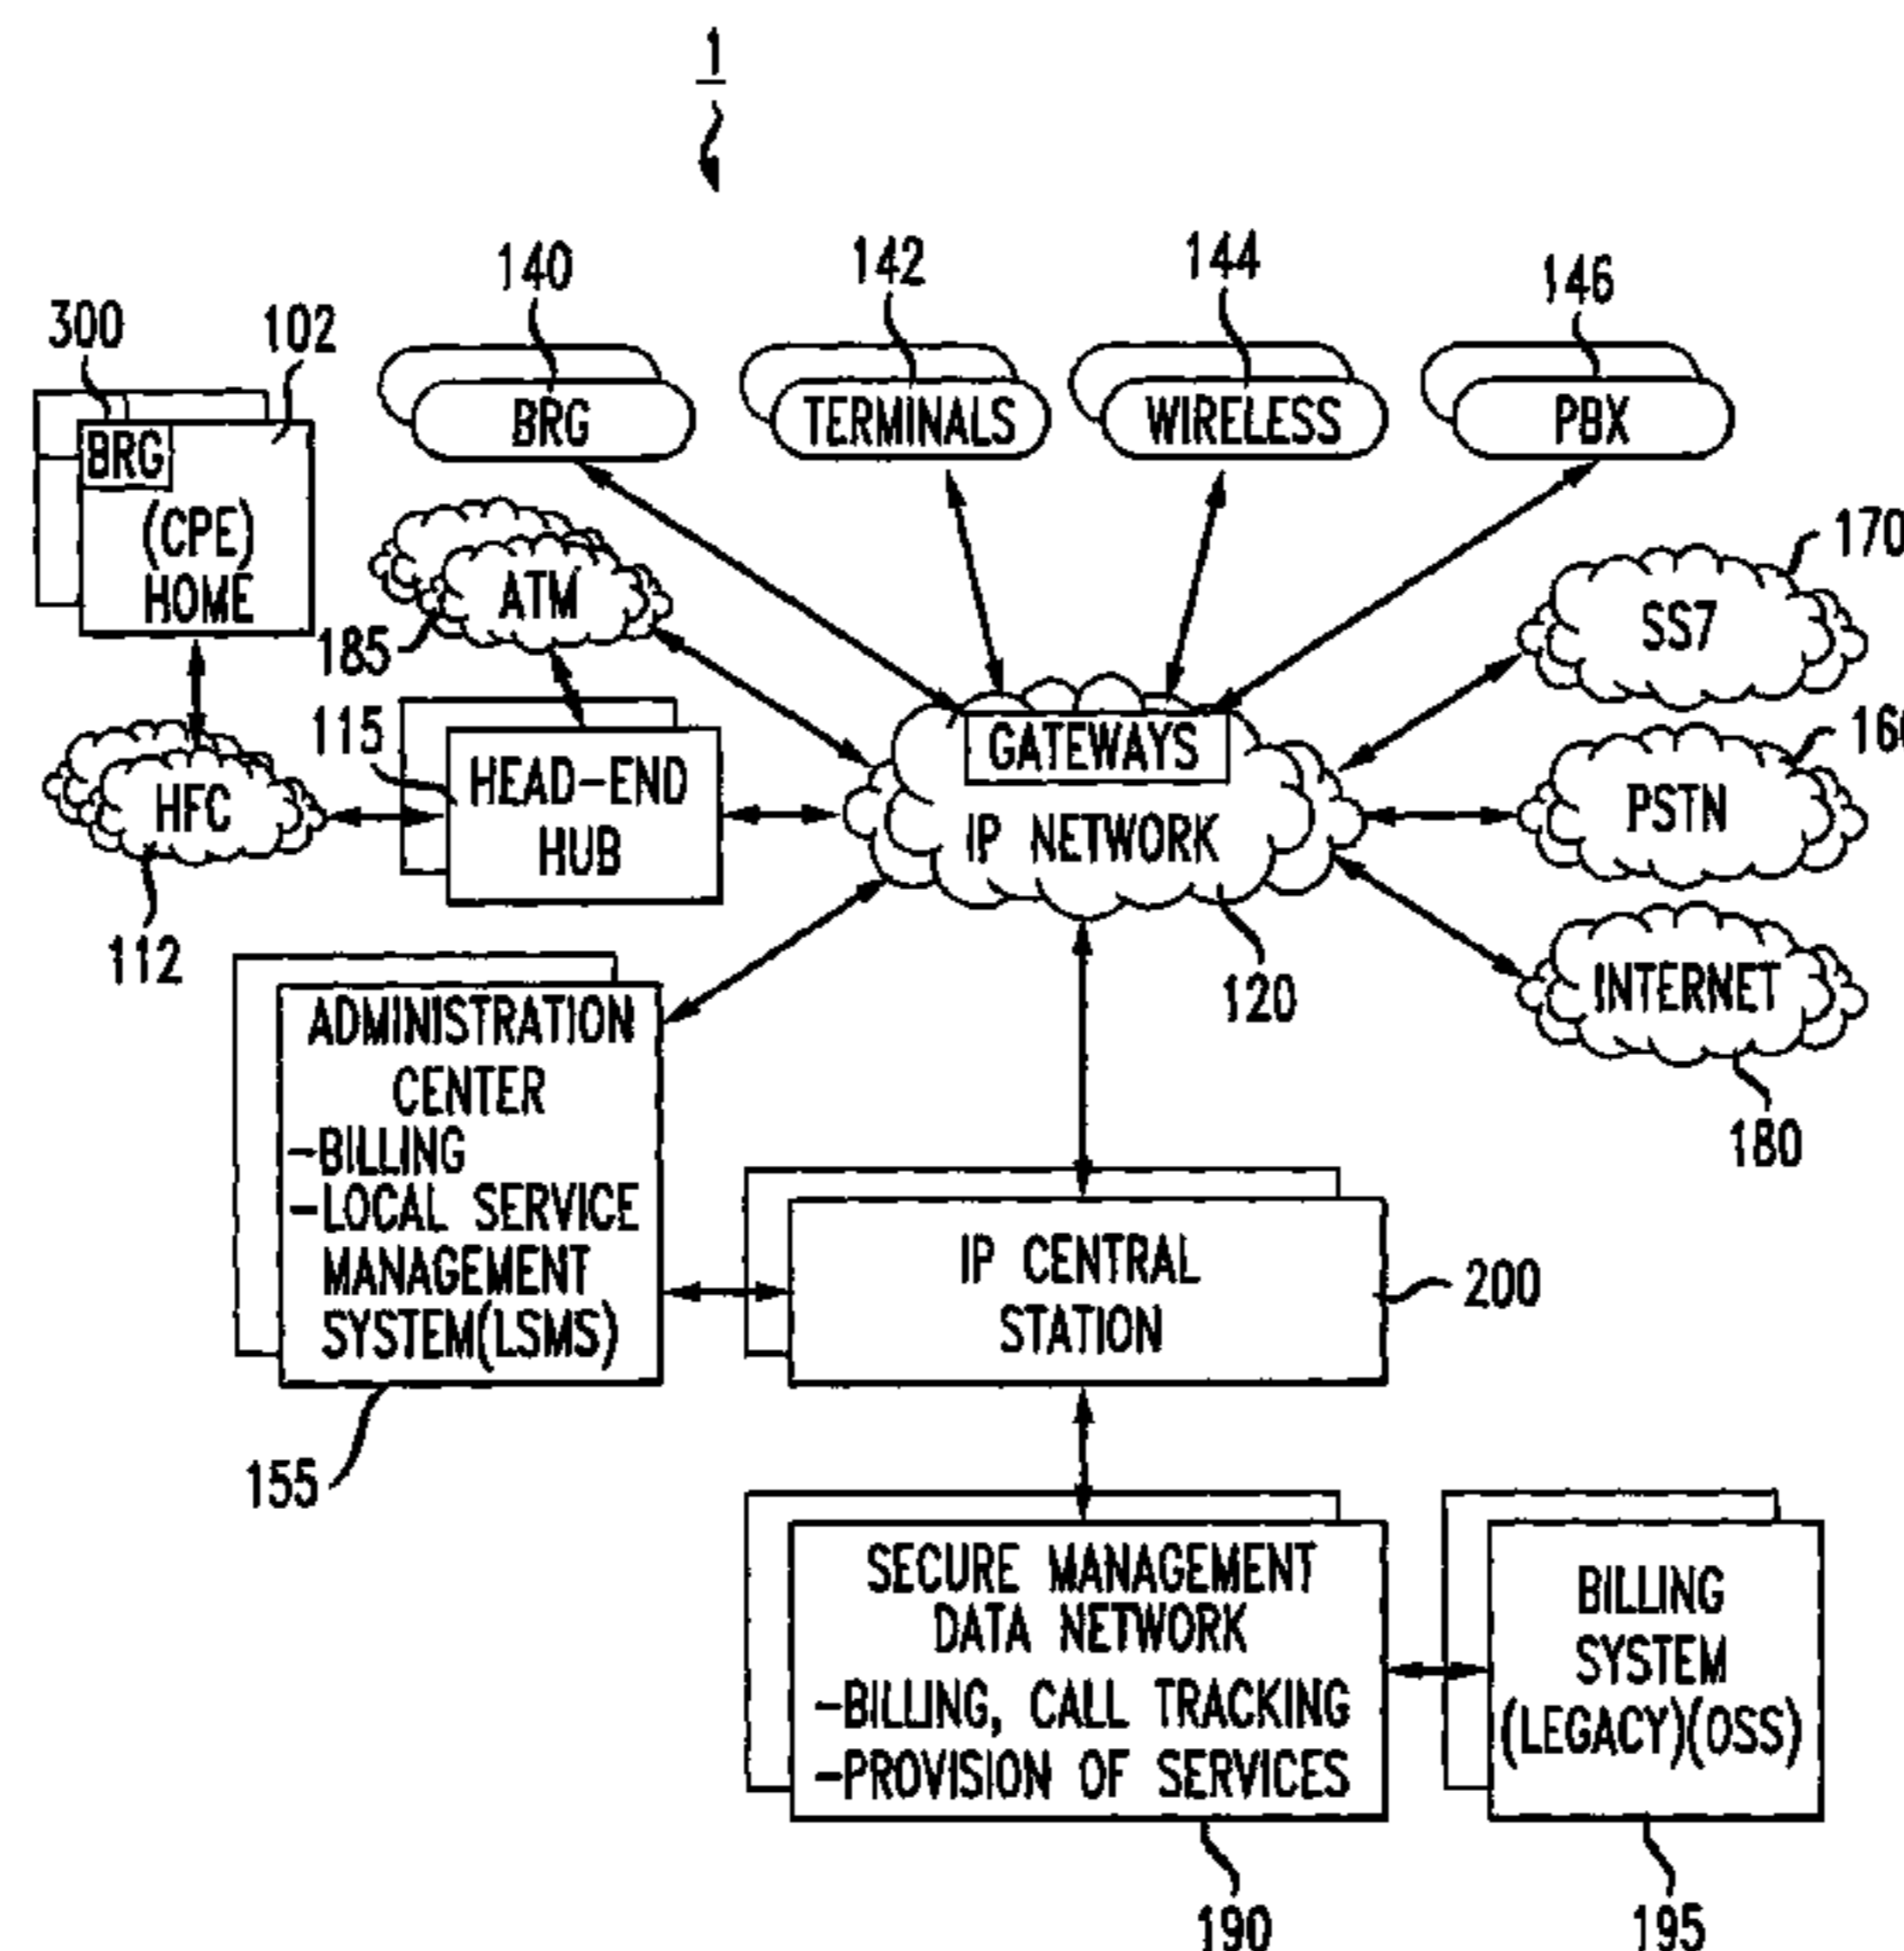 1
140
142
144
146
300
102
BRG
BRG
TERMINALS
WIRELESS
PBX
(CPE)
HOME
185
ATM
170
SS7
115
HEAD-END
HUB
GATEWAYS
IP NETWORK
120
HFC
112
PSTN
INTERNET
180
ADMINISTRATION
CENTER
-BILLING
-LOCAL SERVICE
MANAGEMENT
SYSTEM(LSMS)
155
IP CENTRAL
STATION
200
SECURE MANAGEMENT
DATA NETWORK
-BILLING, CALL TRACKING
-PROVISION OF SERVICES
190
BILLING
SYSTEM
(LEGACY)(OSS)
195